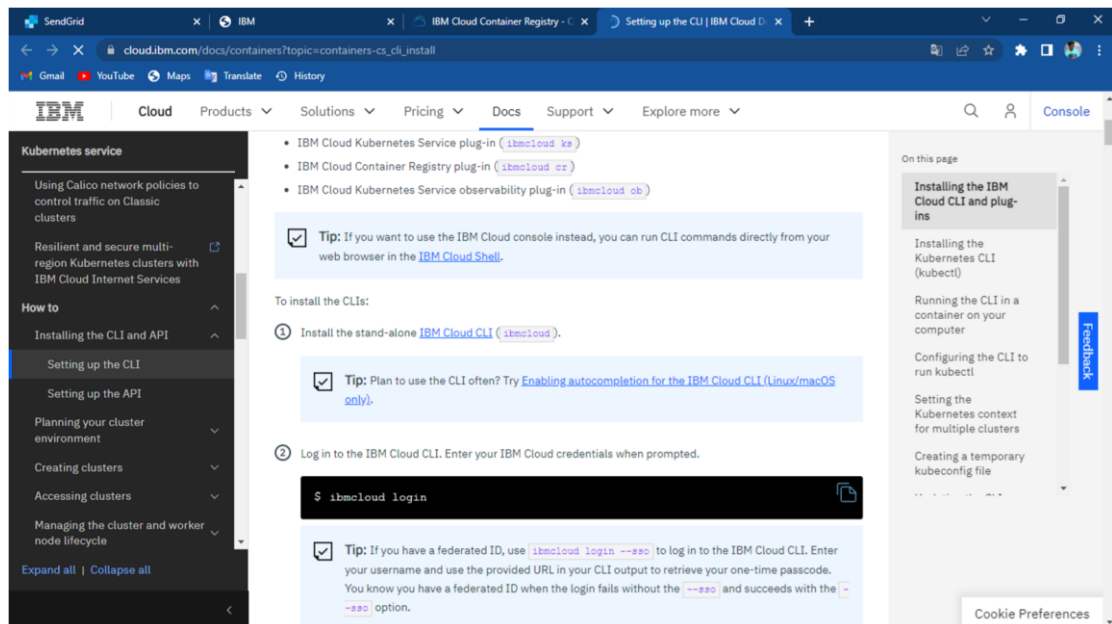 SendGrid
IBM
IBM Cloud Container Registry - C
Setting up the CLI | IBM Cloud D
cloud.ibm.com/docs/containers?topic=containers-cs_cli_install
Gmail
YouTube
Maps
Translate
History
IBM
Cloud
Products
Solutions
Pricing
Docs
Support
Explore more
Console
Kubernetes service
Using Calico network policies to
control traffic on Classic
clusters
Resilient and secure multi-
region Kubernetes clusters with
IBM Cloud Internet Services
How to
Installing the CLI and API
Setting up the CLI
Setting up the API
Planning your cluster
environment
Creating clusters
Accessing clusters
Managing the cluster and worker
node lifecycle
Expand all | Collapse all
• IBM Cloud Kubernetes Service plug-in ( ibmcloud ks )
• IBM Cloud Container Registry plug-in ( ibmcloud cr )
• IBM Cloud Kubernetes Service observability plug-in ( ibmcloud ob )
Tip: If you want to use the IBM Cloud console instead, you can run CLI commands directly from your
web browser in the IBM Cloud Shell.
To install the CLIs:
1 Install the stand-alone IBM Cloud CLI ( ibmcloud ).
Tip: Plan to use the CLI often? Try Enabling autocompletion for the IBM Cloud CLI (Linux/macOS
only).
2 Log in to the IBM Cloud CLI. Enter your IBM Cloud credentials when prompted.
$ ibmcloud login
Tip: If you have a federated ID, use ibmcloud login --sso to log in to the IBM Cloud CLI. Enter
your username and use the provided URL in your CLI output to retrieve your one-time passcode.
You know you have a federated ID when the login fails without the --sso and succeeds with the -
-sso option.
On this page
Installing the IBM
Cloud CLI and plug-
ins
Installing the
Kubernetes CLI
(kubectl)
Running the CLI in a
container on your
computer
Configuring the CLI to
run kubectl
Setting the
Kubernetes context
for multiple clusters
Creating a temporary
kubeconfig file
Feedback
Cookie Preferences